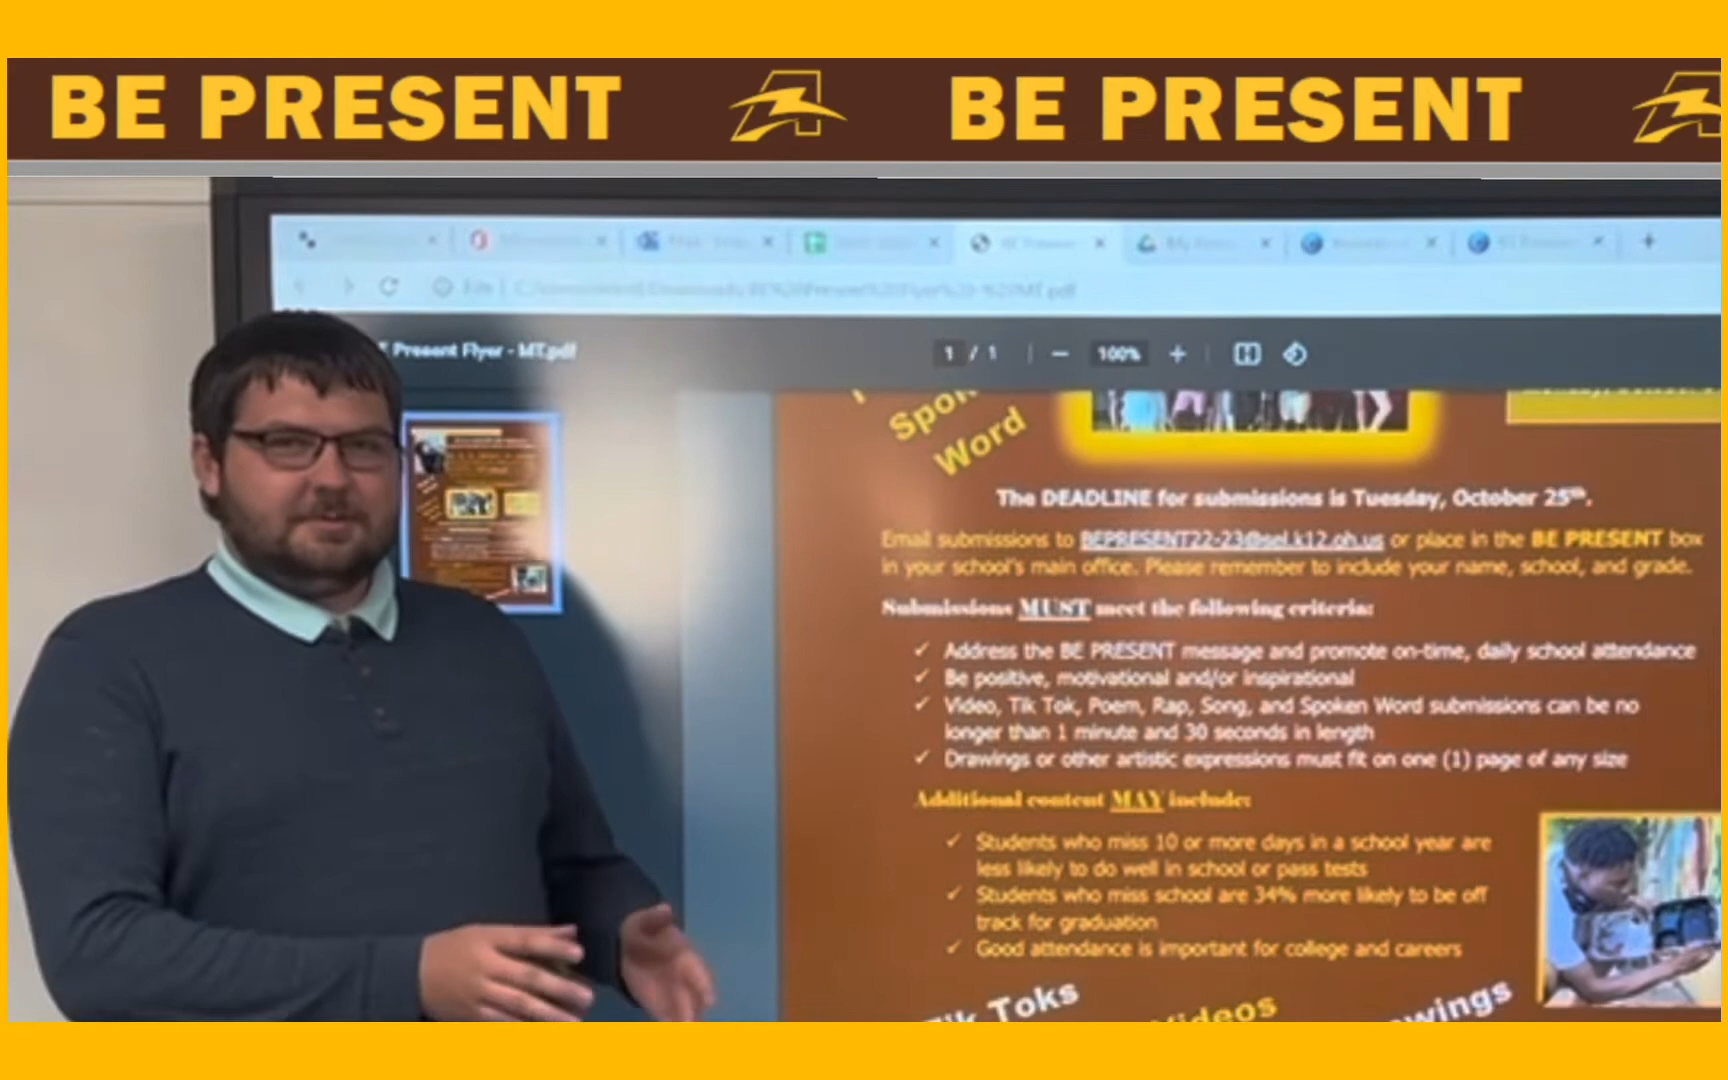 BE PRESENT BE PRESENT
File
E Present Flyer - MT.pdf 1 / 1 100%
Spoken
Word
The DEADLINE for submissions is Tuesday, October 25th.
Email submissions to BEPRESENT22-23@sel.k12.oh.us or place in the BE PRESENT box
in your school's main office. Please remember to include your name, school, and grade.
Submissions MUST meet the following criteria:
✓ Address the BE PRESENT message and promote on-time, daily school attendance
✓ Be positive, motivational and/or inspirational
✓ Video, Tik Tok, Poem, Rap, Song, and Spoken Word submissions can be no
longer than 1 minute and 30 seconds in length
✓ Drawings or other artistic expressions must fit on one (1) page of any size
Additional content MAY include:
✓ Students who miss 10 or more days in a school year are
less likely to do well in school or pass tests
✓ Students who miss school are 34% more likely to be off
track for graduation
✓ Good attendance is important for college and careers
Tik Toks
Videos
wings